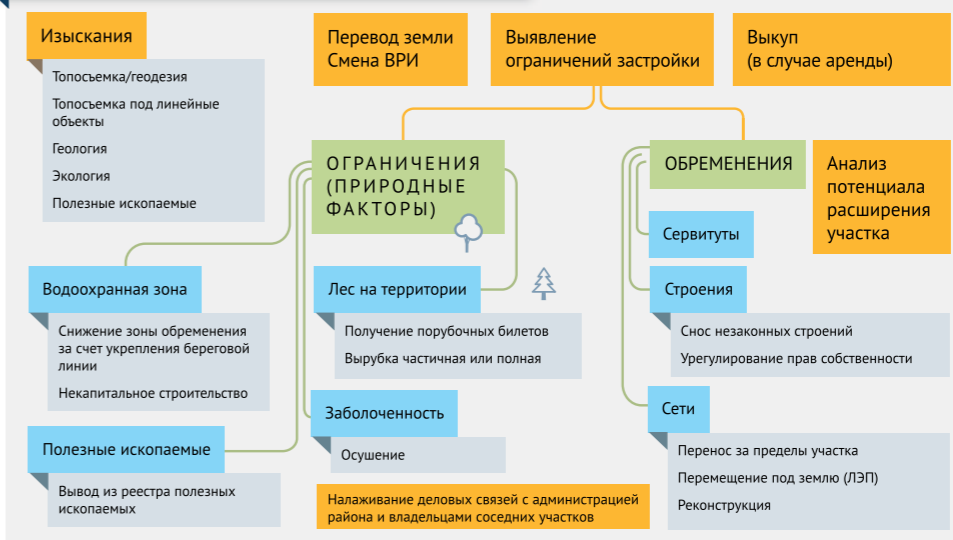 Изыскания
Топосъемка/геодезия
Топосъемка под линейные
объекты
Геология
Экология
Полезные ископаемые
Перевод земли
Смена ВРИ
Выявление
ограничений застройки
Выкуп
(в случае аренды)
ОГРАНИЧЕНИЯ
(ПРИРОДНЫЕ
ФАКТОРЫ)
ОБРЕМЕНЕНИЯ
Анализ
потенциала
расширения
участка
Водоохранная зона
Снижение зоны обременения
за счет укрепления береговой
линии
Некапитальное строительство
Полезные ископаемые
Вывод из реестра полезных
ископаемых
Лес на территории
Получение порубочных билетов
Вырубка частичная или полная
Заболоченность
Осушение
Налаживание деловых связей с администрацией
района и владельцами соседних участков
Сервитуты
Строения
Снос незаконных строений
Урегулирование прав собственности
Сети
Перенос за пределы участка
Перемещение под землю (ЛЭП)
Реконструкция